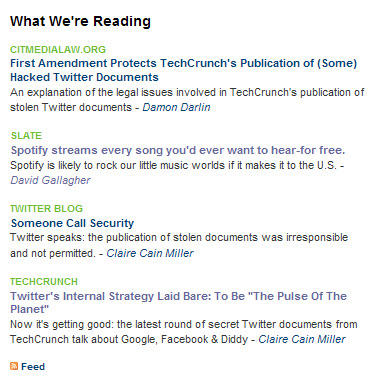 What We're Reading
CITMEDIALAW.ORG
First Amendment Protects TechCrunch's Publication of (Some)
Hacked Twitter Documents
An explanation of the legal issues involved in TechCrunch's publication of
stolen Twitter documents - Damon Darlin
SLATE
Spotify streams every song you'd ever want to hear-for free.
Spotify is likely to rock our little music worlds if it makes it to the U.S. -
David Gallagher
TWITTER BLOG
Someone Call Security
Twitter speaks: the publication of stolen documents was irresponsible
and not permitted. - Claire Cain Miller
TECHCRUNCH
Twitter's Internal Strategy Laid Bare: To Be "The Pulse Of The
Planet"
Now it's getting good: the latest round of secret Twitter documents from
TechCrunch talk about Google, Facebook & Diddy - Claire Cain Miller
Feed